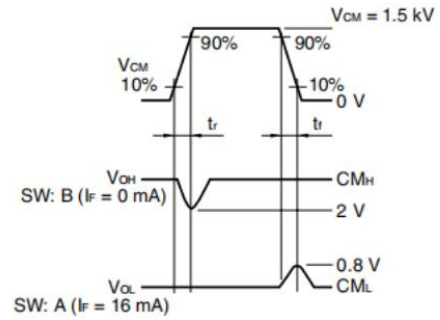 VCM = 1.5 kV
90% 90%
VCM
10% 10%
0 V
tr tf
VOH CMH
SW: B (IF = 0 mA)
2 V
0.8 V
VOL CML
SW: A (IF = 16 mA)